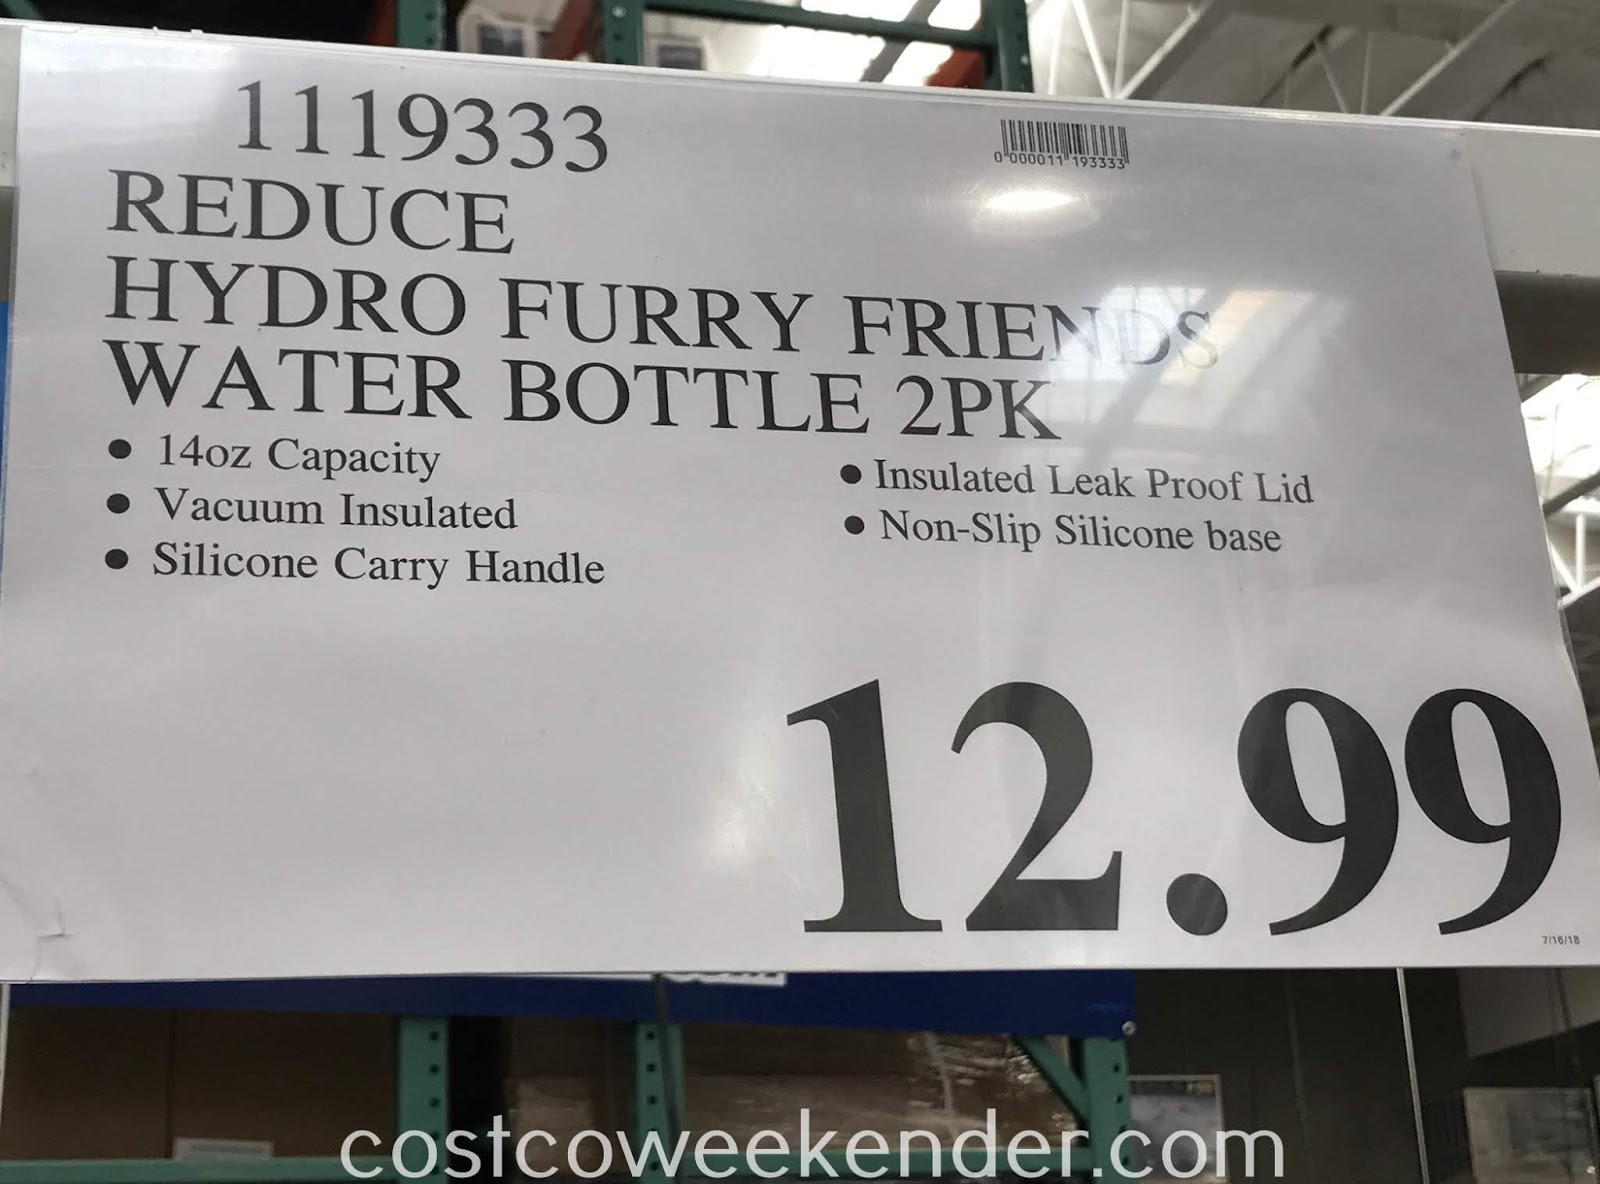 1119333
0 000011 193333
REDUCE
HYDRO FURRY FRIENDS
WATER BOTTLE 2PK
• 14oz Capacity
• Vacuum Insulated
• Silicone Carry Handle
• Insulated Leak Proof Lid
• Non-Slip Silicone base
12.99
7/16/18
costcoweekender.com